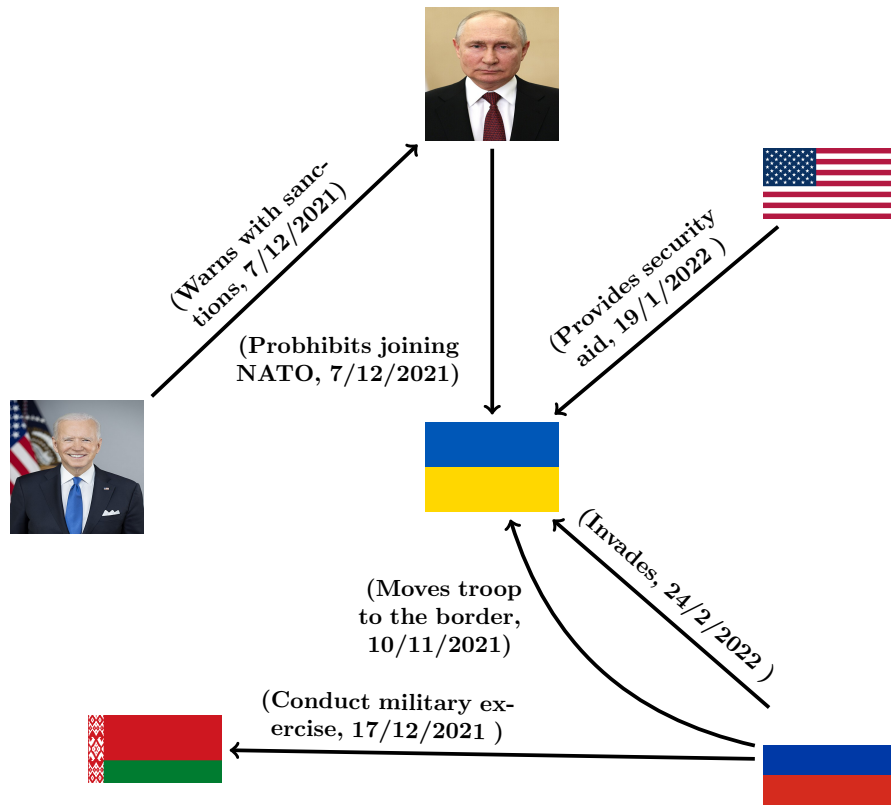 (Warns with sanc-
tions, 7/12/2021)
(Provides security
aid, 19/1/2022 )
(Probhibits joining
NATO, 7/12/2021)
(Invades, 24/2/2022 )
(Moves troop
to the border,
10/11/2021)
(Conduct military ex-
ercise, 17/12/2021 )